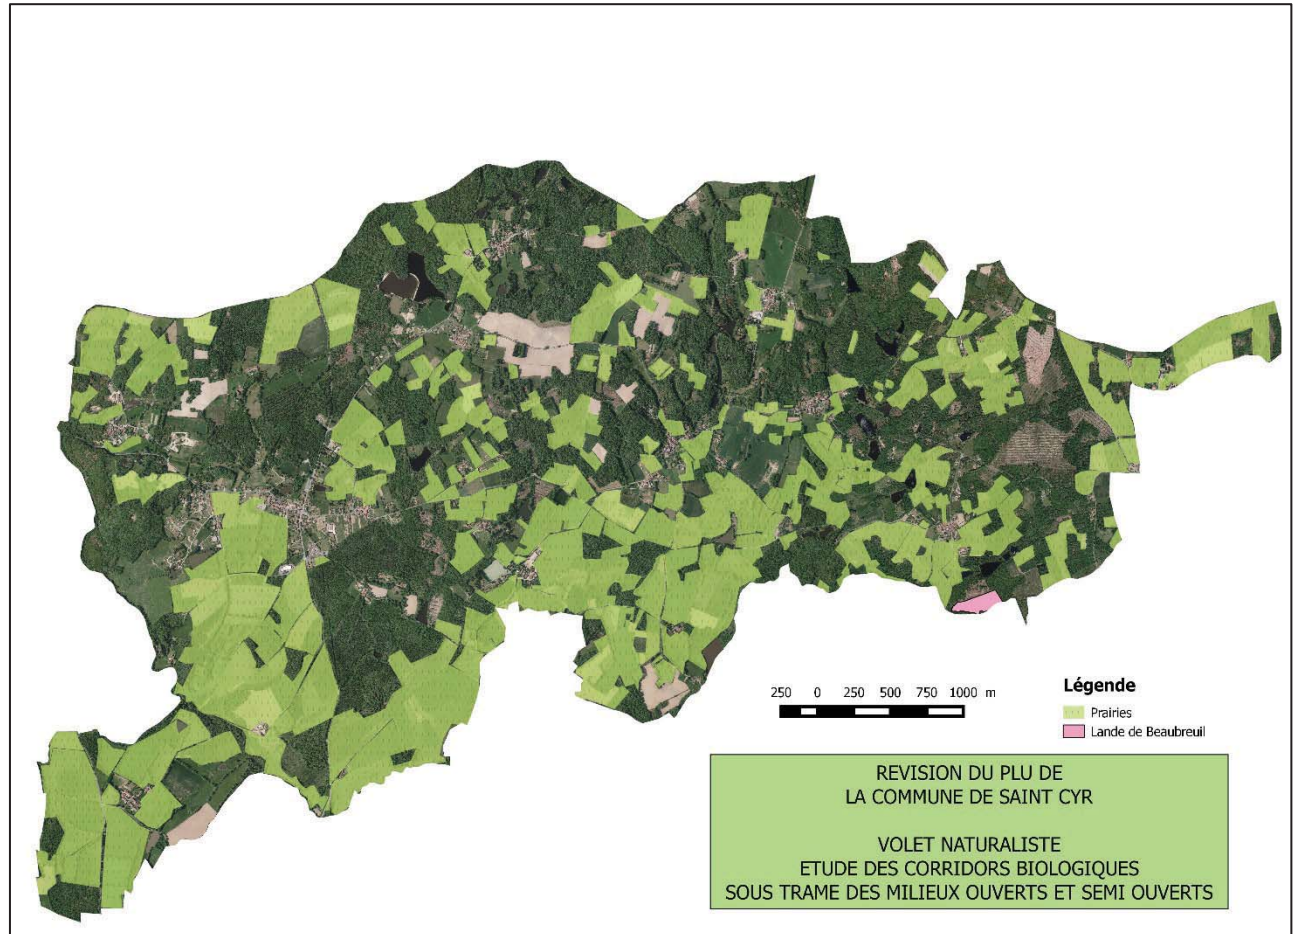 250 0 250 500 750 1000 m
Légende
Prairies
Lande de Beaubreuil
REVISION DU PLU DE
LA COMMUNE DE SAINT CYR
VOLET NATURALISTE
ETUDE DES CORRIDORS BIOLOGIQUES
SOUS TRAME DES MILIEUX OUVERTS ET SEMI OUVERTS